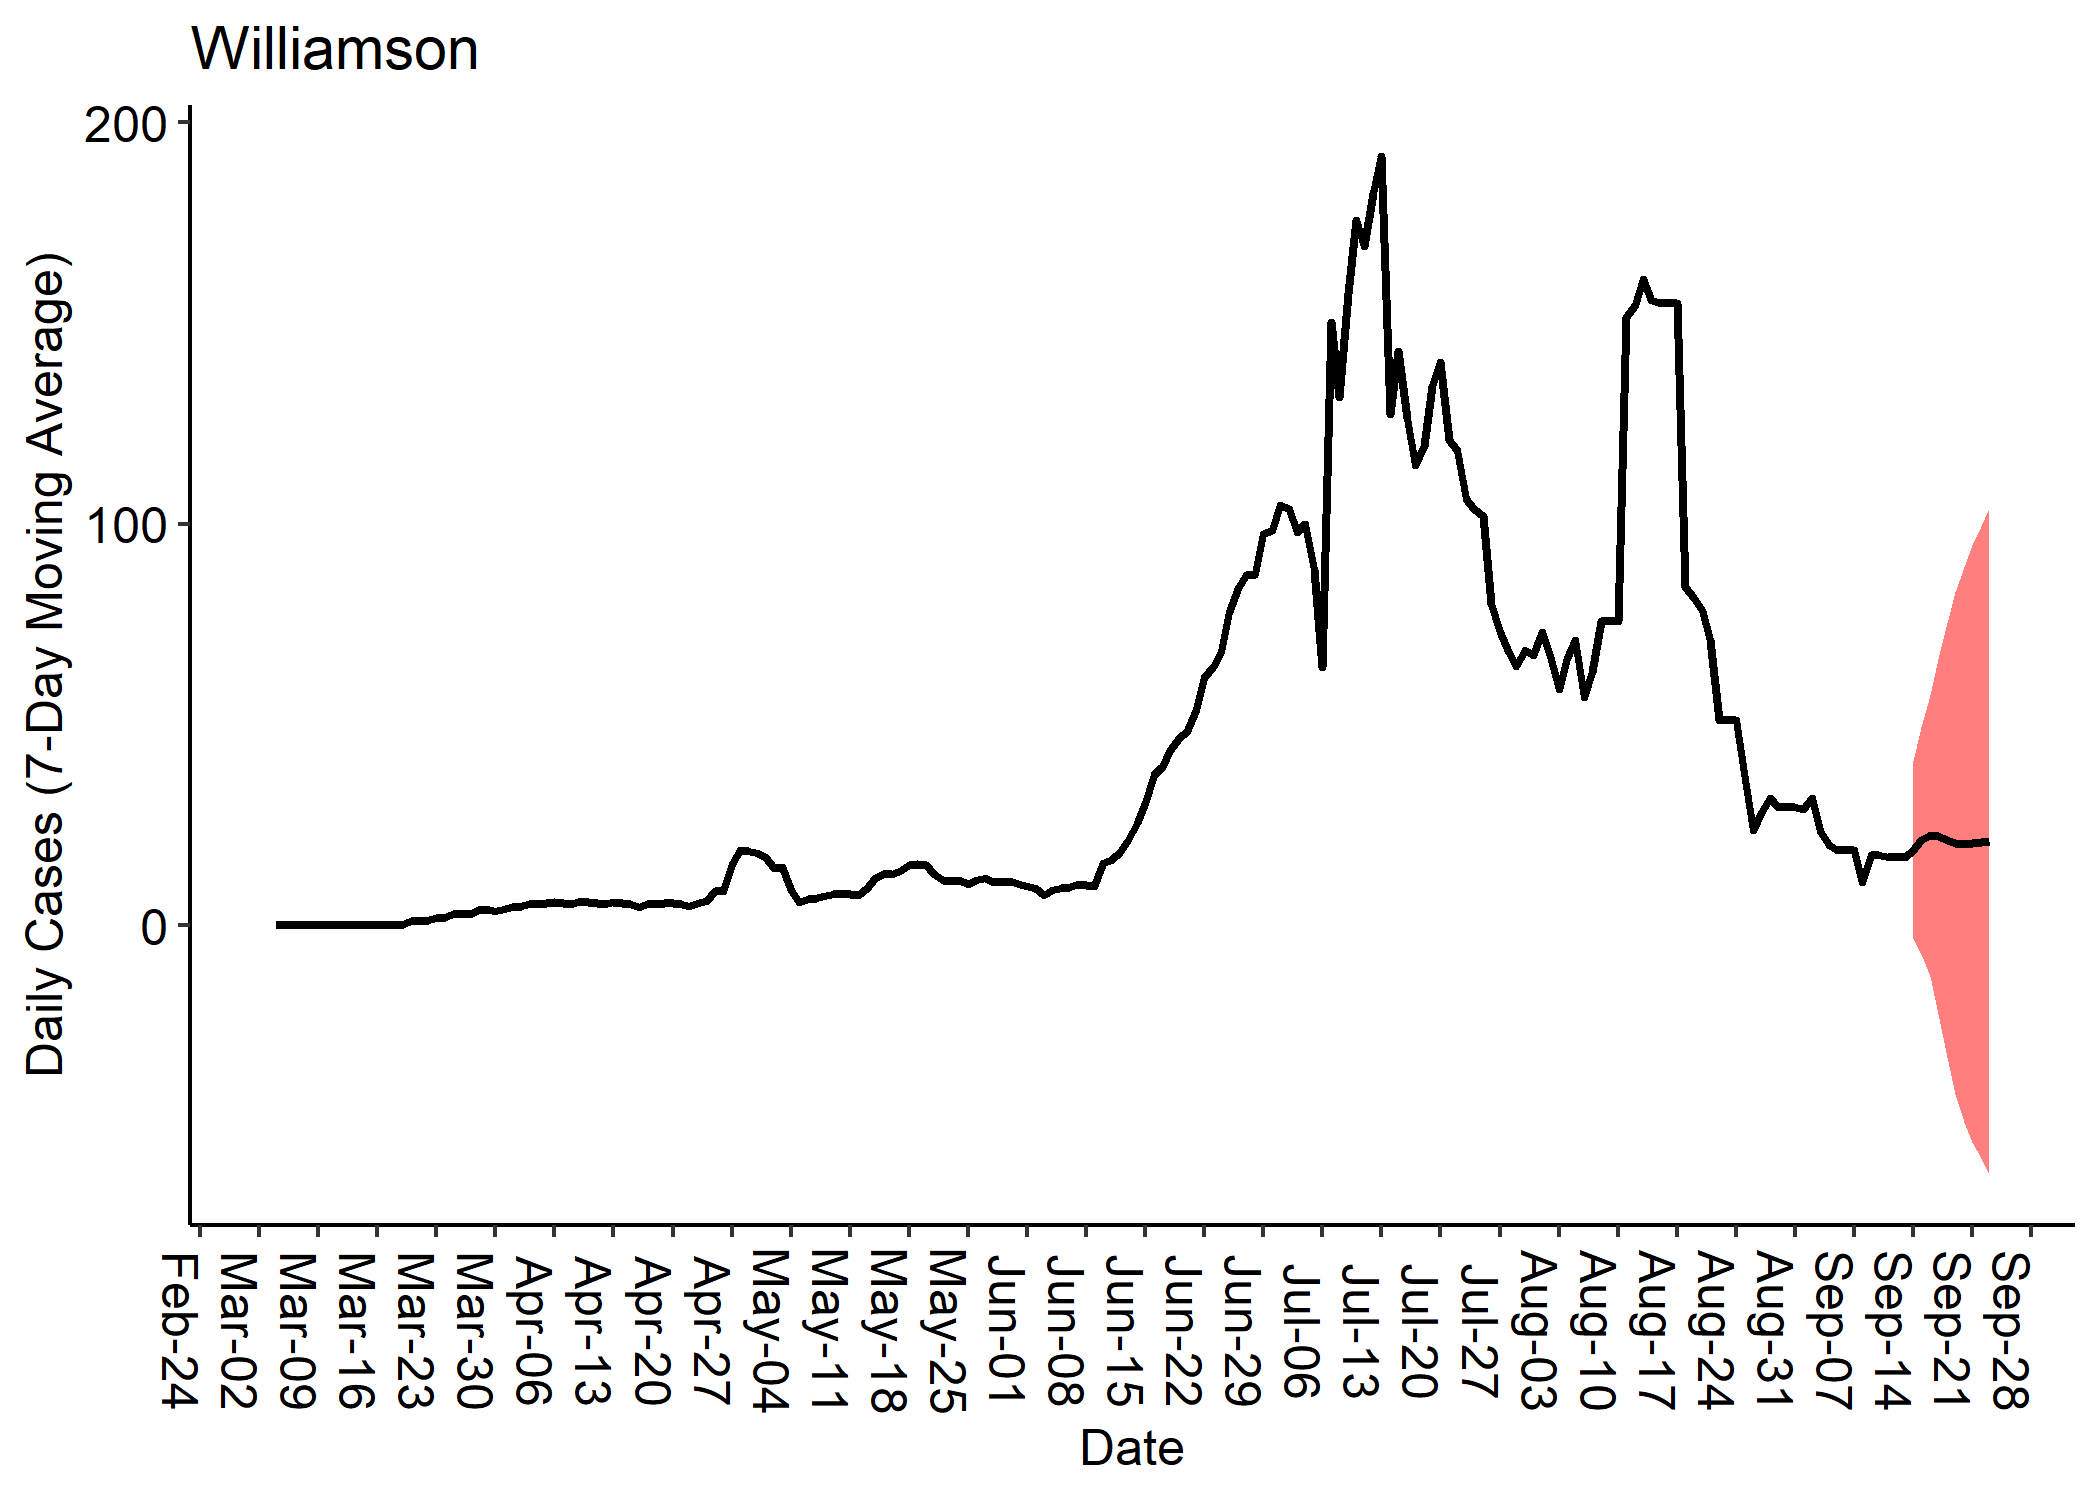 Williamson
Daily Cases (7-Day Moving Average)
200
100
0
Feb-24
Mar-02
Mar-09
Mar-16
Mar-23
Mar-30
Apr-06
Apr-13
Apr-20
Apr-27
May-04
May-11
May-18
May-25
Jun-01
Jun-08
Jun-15
Jun-22
Jun-29
Jul-06
Jul-13
Jul-20
Jul-27
Aug-03
Aug-10
Aug-17
Aug-24
Aug-31
Sep-07
Sep-14
Sep-21
Sep-28
Date